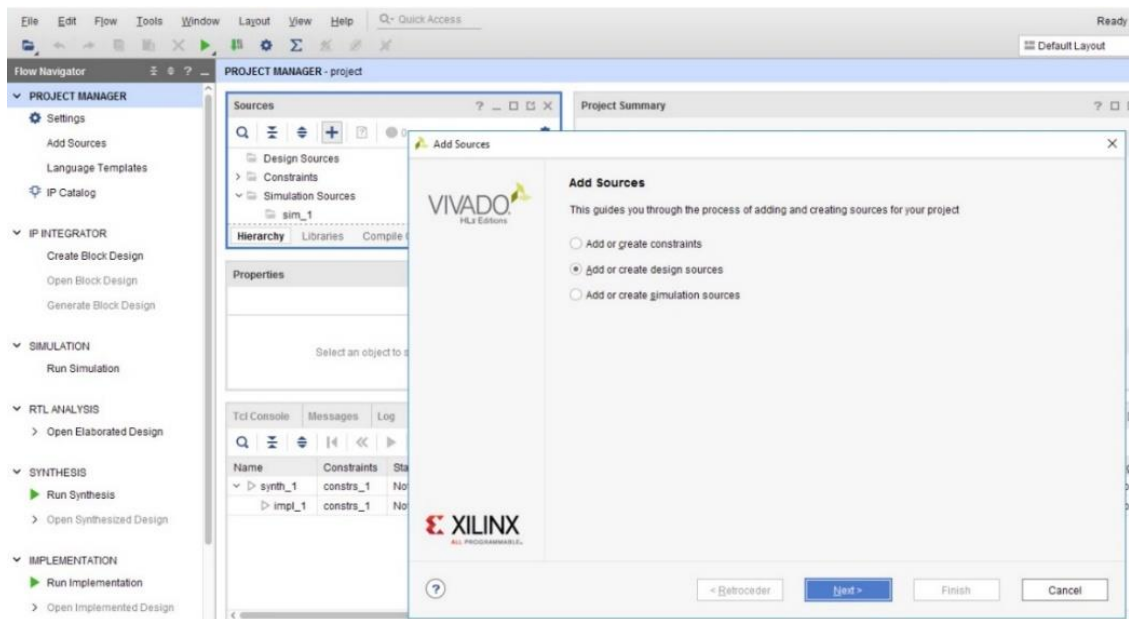 File Edit Flow Tools Window Layout View Help Quick Access
Ready
Default Layout
Flow Navigator
PROJECT MANAGER - project
PROJECT MANAGER
Settings
Add Sources
Language Templates
IP Catalog
IP INTEGRATOR
Create Block Design
Open Block Design
Generate Block Design
SIMULATION
Run Simulation
RTL ANALYSIS
Open Elaborated Design
SYNTHESIS
Run Synthesis
Open Synthesized Design
IMPLEMENTATION
Run Implementation
Open Implemented Design
Sources
Design Sources
Constraints
Simulation Sources
sim_1
Hierarchy Libraries Compile
Properties
Select an object to
Tcl Console Messages Log
Name Constraints Sta
synth_1 constrs_1 No
impl_1 constrs_1 No
Project Summary
Add Sources
VIVADO
HLx Editions
Add Sources
This guides you through the process of adding and creating sources for your project
Add or create constraints
Add or create design sources
Add or create simulation sources
XILINX
ALL PROGRAMMABLE.
< Retroceder Next > Finish Cancel